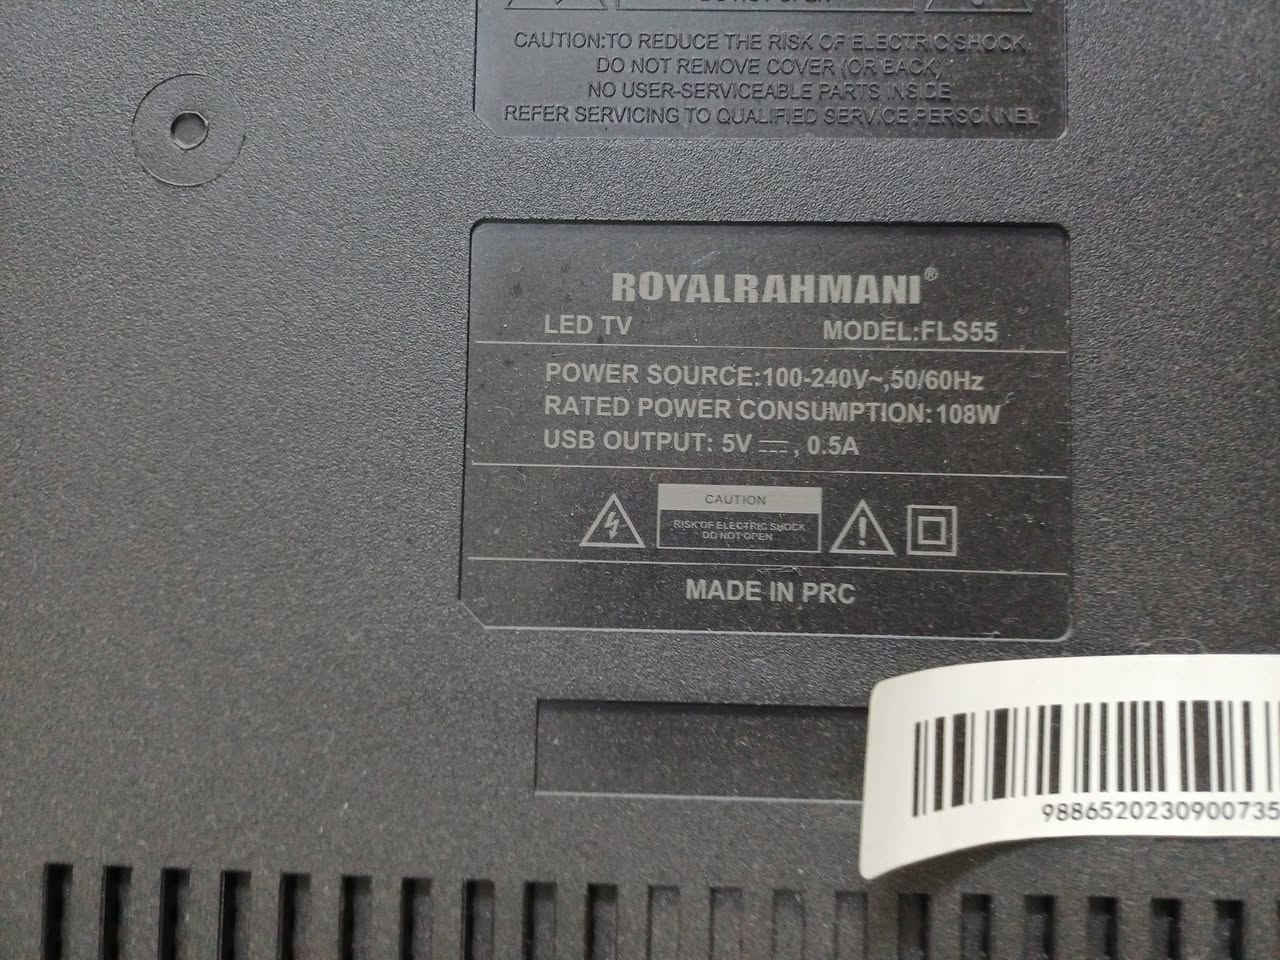 CAUTION:TO REDUCE THE RISK OF ELECTRIC SHOCK,
DO NOT REMOVE COVER (OR BACK)
NO USER-SERVICEABLE PARTS INSIDE
REFER SERVICING TO QUALIFIED SERVICE PERSONNEL
ROYALRAHMANI®
LED TV MODEL:FLS55
POWER SOURCE:100-240V~,50/60Hz
RATED POWER CONSUMPTION:108W
USB OUTPUT: 5V ⎓, 0.5A
CAUTION
RISK OF ELECTRIC SHOCK
DO NOT OPEN
MADE IN PRC
9886520230900735